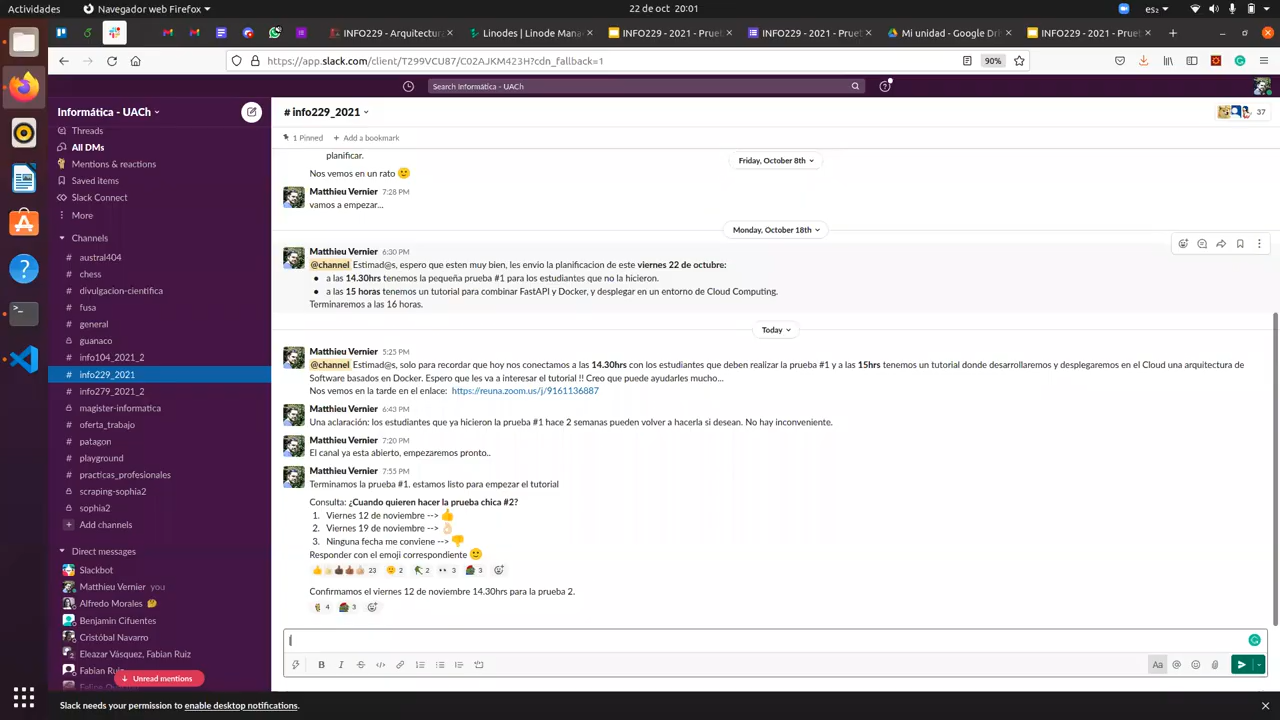 Actividades
Navegador web Firefox
22 de oct 20:01
es
INFO229 - Arquitectura
Linodes | Linode Manag
INFO229 - 2021 - Prueb
INFO229 - 2021 - Prueb
Mi unidad - Google Driv
INFO229 - 2021 - Prueb
https://app.slack.com/client/T299VCU87/C02AJKM423H?cdn_fallback=1
90%
Search Informática - UACh
Informática - UACh
# info229_2021
37
Threads
All DMs
Mentions & reactions
Saved items
Slack Connect
More
Channels
# austral404
# chess
# divulgacion-cientifica
# fusa
# general
guanaco
# info104_2021_2
# info229_2021
# info279_2021_2
magister-informatica
# oferta_trabajo
# patagon
# playground
# practicas_profesionales
scraping-sophia2
sophia2
+ Add channels
Direct messages
Slackbot
Matthieu Vernier you
Alfredo Morales
Benjamin Cifuentes
Cristóbal Navarro
2 Eleazar Vásquez, Fabian Ruiz
Fabian Ruiz
↓ Unread mentions
1 Pinned + Add a bookmark
planificar.
Friday, October 8th
Nos vemos en un rato
Matthieu Vernier 7:28 PM
vamos a empezar...
Monday, October 18th
Matthieu Vernier 6:30 PM
@channel Estimad@s, espero que esten muy bien, les envio la planificacion de este viernes 22 de octubre:
• a las 14.30hrs tenemos la pequeña prueba #1 para los estudiantes que no la hicieron.
• a las 15 horas tenemos un tutorial para combinar FastAPI y Docker, y desplegar en un entorno de Cloud Computing.
Terminaremos a las 16 horas.
Today
Matthieu Vernier 5:25 PM
@channel Estimad@s, solo para recordar que hoy nos conectamos a las 14.30hrs con los estudiantes que deben realizar la prueba #1 y a las 15hrs tenemos un tutorial donde desarrollaremos y desplegaremos en el Cloud una arquitectura de
Software basados en Docker. Espero que les va a interesar el tutorial !! Creo que puede ayudarles mucho...
Nos vemos en la tarde en el enlace: https://reuna.zoom.us/j/9161136887
Matthieu Vernier 6:43 PM
Una aclaración: los estudiantes que ya hicieron la prueba #1 hace 2 semanas pueden volver a hacerla si desean. No hay inconveniente.
Matthieu Vernier 7:20 PM
El canal ya esta abierto, empezaremos pronto..
Matthieu Vernier 7:55 PM
Terminamos la prueba #1. estamos listo para empezar el tutorial
Consulta: ¿Cuando quieren hacer la prueba chica #2?
1. Viernes 12 de noviembre -->
2. Viernes 19 de noviembre -->
3. Ninguna fecha me conviene -->
Responder con el emoji correspondiente
23 2 2 3 3
Confirmamos el viernes 12 de noviembre 14.30hrs para la prueba 2.
4 3
B I S </>
Aa @
Slack needs your permission to enable desktop notifications.